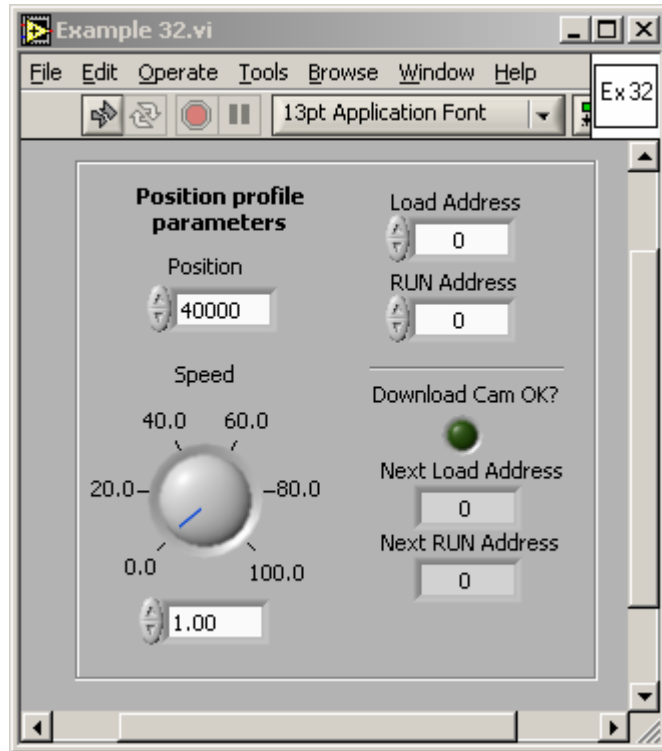 Example 32.vi
File Edit Operate Tools Browse Window Help
Ex 32
13pt Application Font
Position profile
parameters
Position
40000
Speed
0.0
20.0
40.0
60.0
80.0
100.0
1.00
Load Address
0
RUN Address
0
Download Cam OK?
Next Load Address
0
Next RUN Address
0